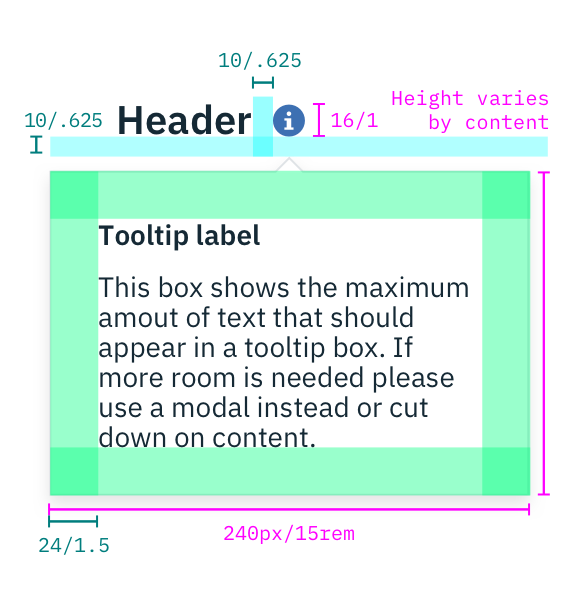 10/.625
Height varies
by content
10/.625
Header
16/1
Tooltip label
This box shows the maximum
amout of text that should
appear in a tooltip box. If
more room is needed please
use a modal instead or cut
down on content.
240px/15rem
24/1.5